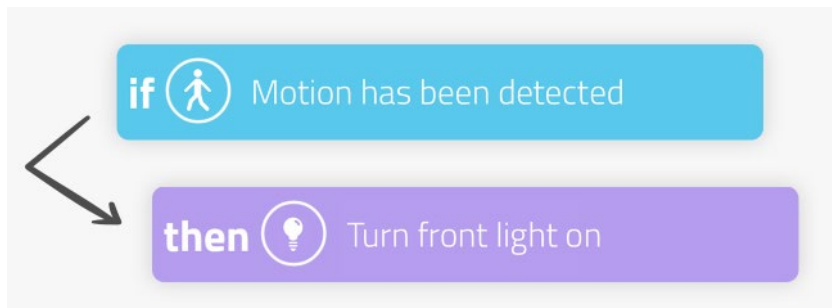 if Motion has been detected
then Turn front light on